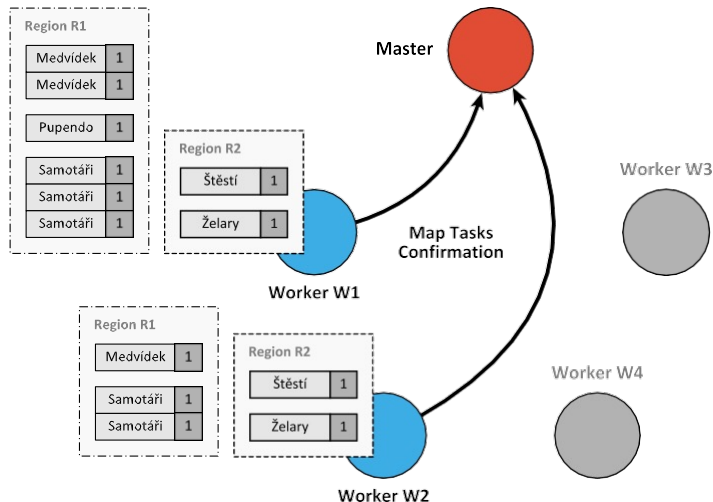 Region R1
Medvídek 1
Medvídek 1
Pupendo 1
Samotáři 1
Samotáři 1
Samotáři 1
Region R2
Štěstí 1
Želary 1
Master
Worker W1
Map Tasks
Confirmation
Worker W3
Region R1
Medvídek 1
Samotáři 1
Samotáři 1
Region R2
Štěstí 1
Želary 1
Worker W2
Worker W4